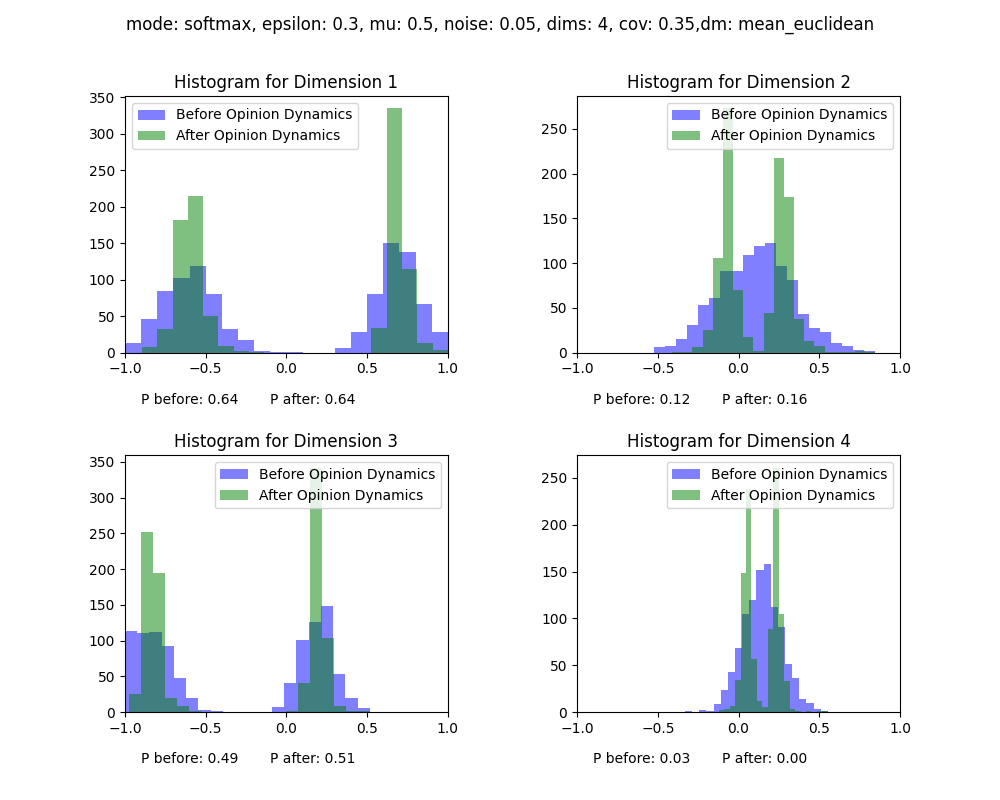 mode: softmax, epsilon: 0.3, mu: 0.5, noise: 0.05, dims: 4, cov: 0.35,dm: mean_euclidean
Histogram for Dimension 1
Before Opinion Dynamics
After Opinion Dynamics
350
300
250
200
150
100
50
0
−1.0 −0.5 0.0 0.5 1.0
P before: 0.64 P after: 0.64
Histogram for Dimension 2
Before Opinion Dynamics
After Opinion Dynamics
250
200
150
100
50
0
−1.0 −0.5 0.0 0.5 1.0
P before: 0.12 P after: 0.16
Histogram for Dimension 3
Before Opinion Dynamics
After Opinion Dynamics
350
300
250
200
150
100
50
0
−1.0 −0.5 0.0 0.5 1.0
P before: 0.49 P after: 0.51
Histogram for Dimension 4
Before Opinion Dynamics
After Opinion Dynamics
250
200
150
100
50
0
−1.0 −0.5 0.0 0.5 1.0
P before: 0.03 P after: 0.00